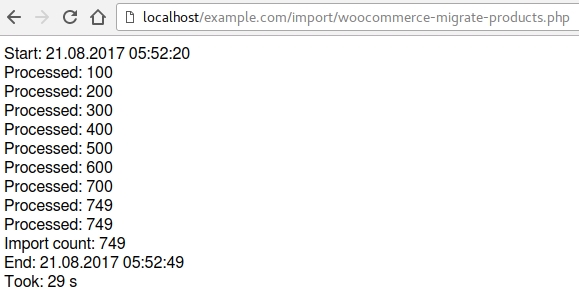 localhost/example.com/import/woocommerce-migrate-products.php
Start: 21.08.2017 05:52:20
Processed: 100
Processed: 200
Processed: 300
Processed: 400
Processed: 500
Processed: 600
Processed: 700
Processed: 749
Processed: 749
Import count: 749
End: 21.08.2017 05:52:49
Took: 29 s